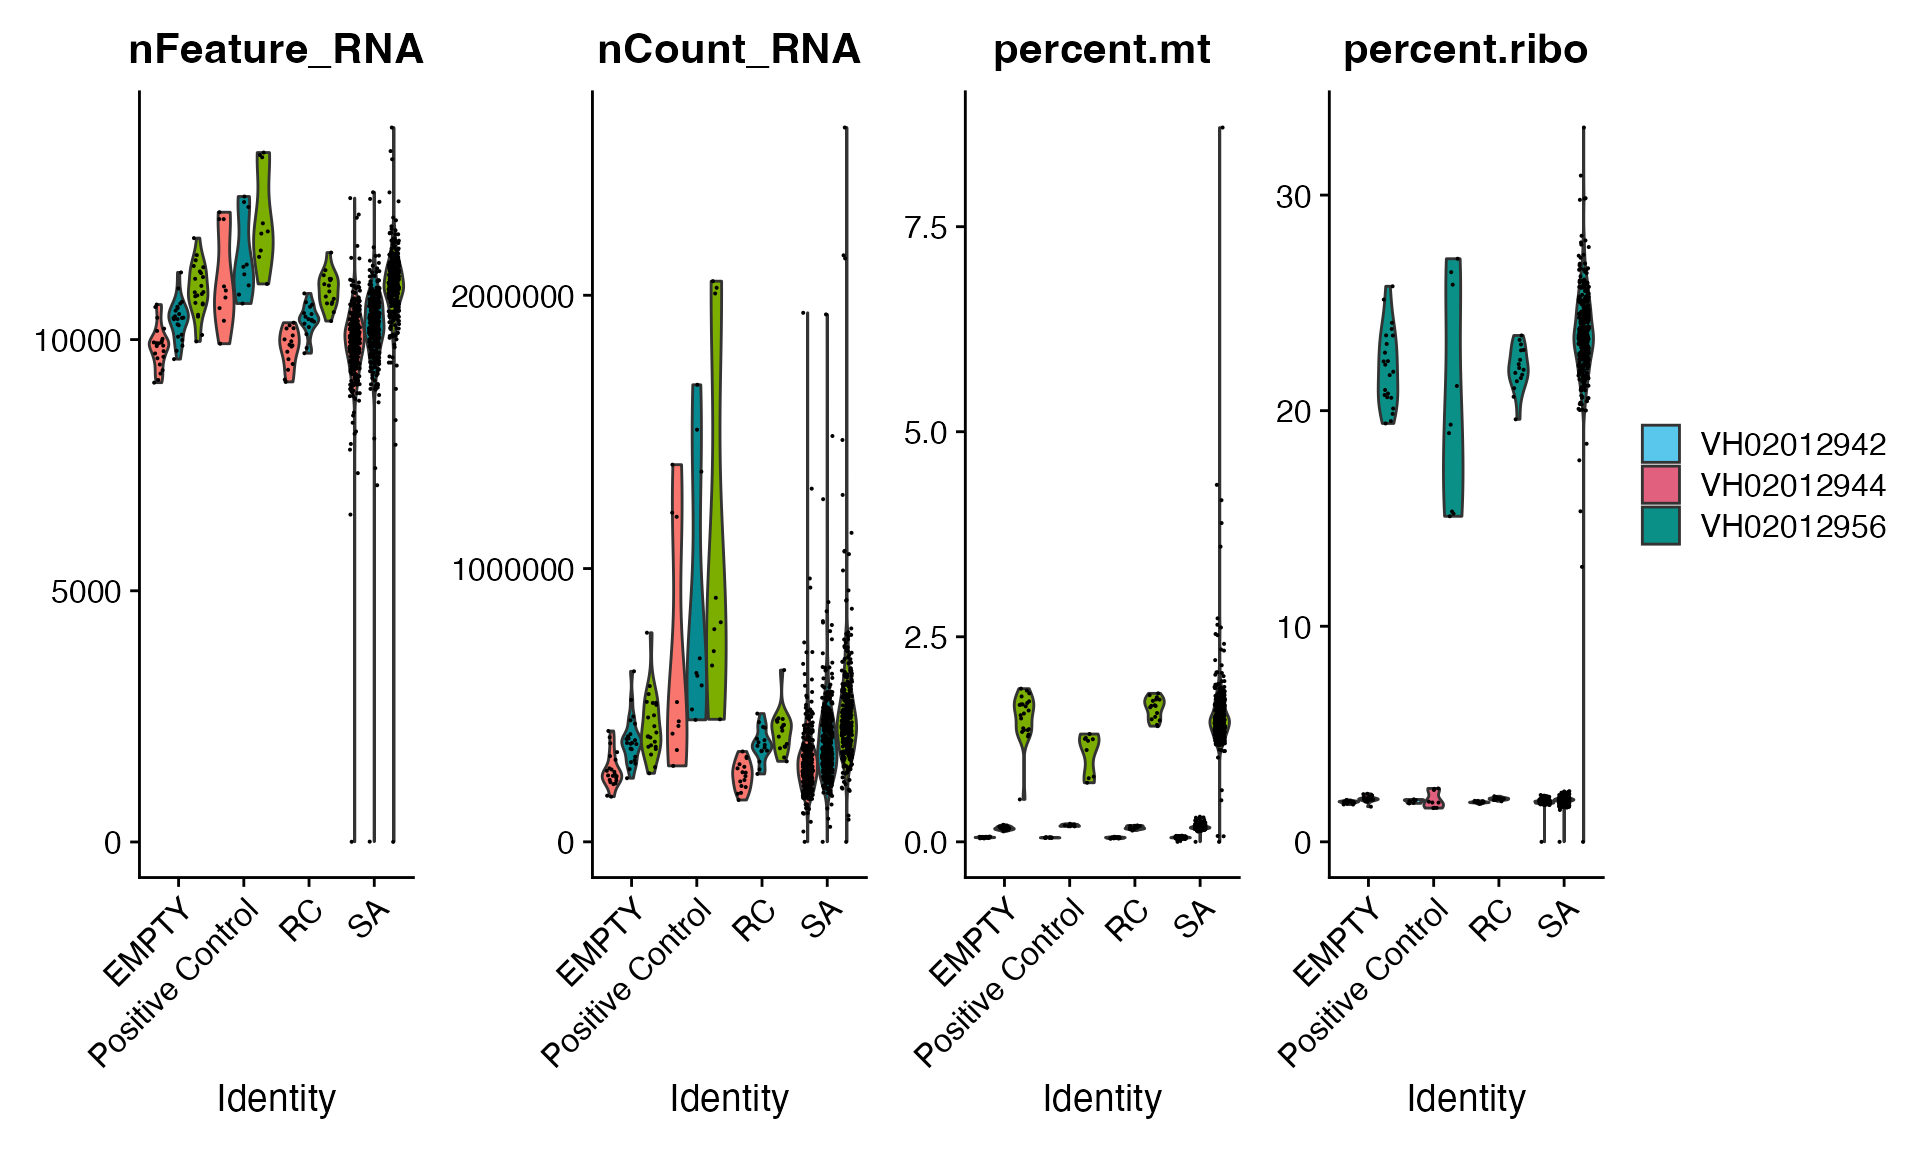 nFeature_RNA
10000
5000
0
EMPTY
Positive Control
RC
SA
Identity
nCount_RNA
2000000
1000000
0
EMPTY
Positive Control
RC
SA
Identity
percent.mt
7.5
5.0
2.5
0.0
EMPTY
Positive Control
RC
SA
Identity
percent.ribo
30
20
10
0
EMPTY
Positive Control
RC
SA
Identity
VH02012942
VH02012944
VH02012956